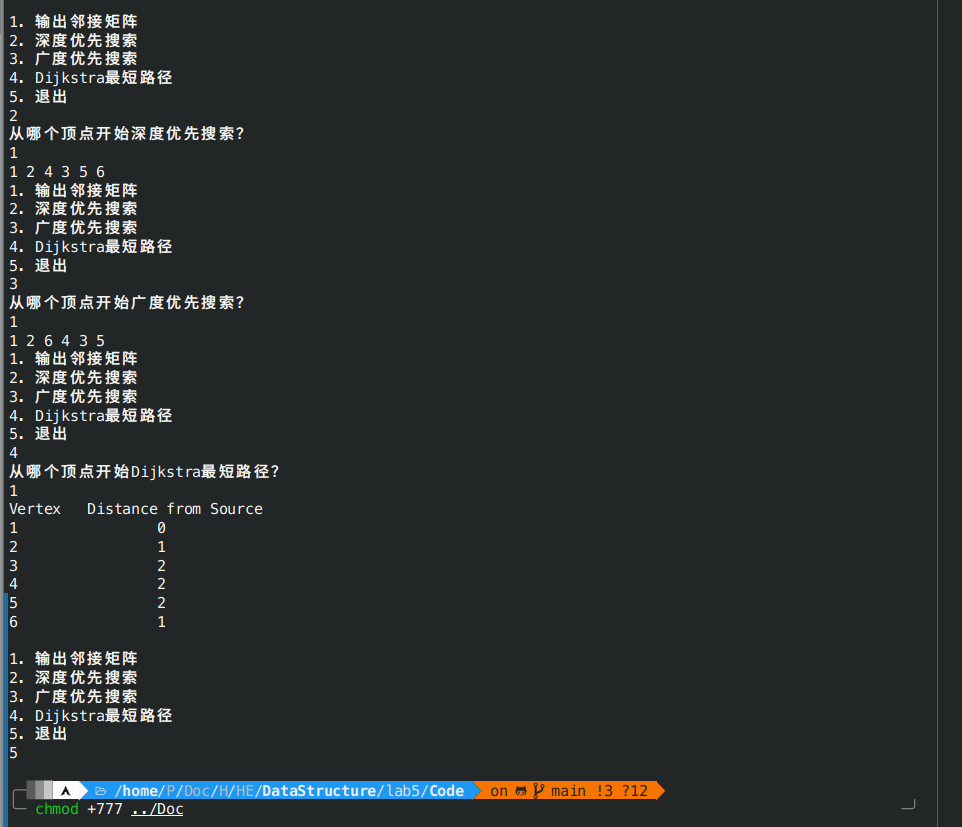 1. 输出邻接矩阵
2. 深度优先搜索
3. 广度优先搜索
4. Dijkstra最短路径
5. 退出
2
从哪个顶点开始深度优先搜索?
1
1 2 4 3 5 6
1. 输出邻接矩阵
2. 深度优先搜索
3. 广度优先搜索
4. Dijkstra最短路径
5. 退出
3
从哪个顶点开始广度优先搜索?
1
1 2 6 4 3 5
1. 输出邻接矩阵
2. 深度优先搜索
3. 广度优先搜索
4. Dijkstra最短路径
5. 退出
4
从哪个顶点开始Dijkstra最短路径?
1
Vertex   Distance from Source
1 0
2 1
3 2
4 2
5 2
6 1
1. 输出邻接矩阵
2. 深度优先搜索
3. 广度优先搜索
4. Dijkstra最短路径
5. 退出
5
/home/P/Doc/H/HE/DataStructure/lab5/Code on main !3 ?12
chmod +777 ../Doc